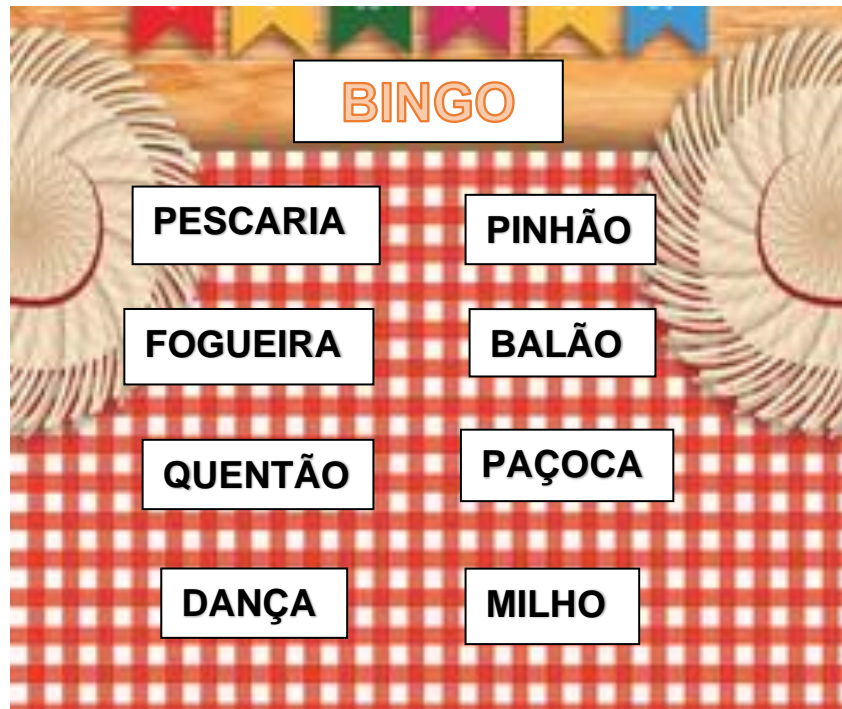 BINGO
PESCARIA
PINHÃO
FOGUEIRA
BALÃO
QUENTÃO
PAÇOCA
DANÇA
MILHO